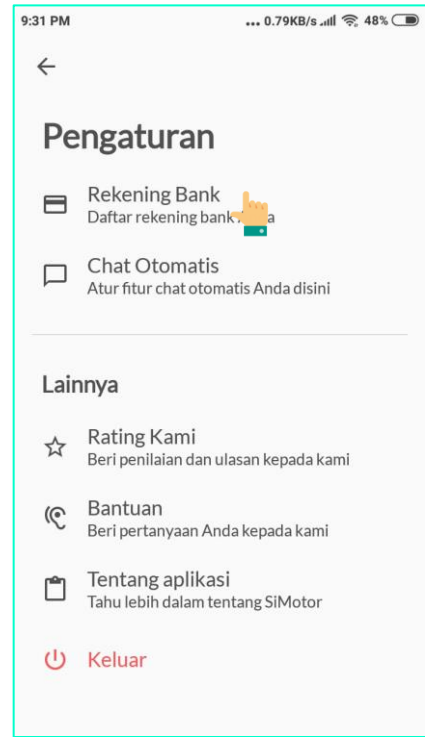 9:31 PM ... 0.79KB/s 48%
Pengaturan
Rekening Bank
Daftar rekening bank a
Chat Otomatis
Atur fitur chat otomatis Anda disini
Lainnya
Rating Kami
Beri penilaian dan ulasan kepada kami
Bantuan
Beri pertanyaan Anda kepada kami
Tentang aplikasi
Tahu lebih dalam tentang SiMotor
Keluar